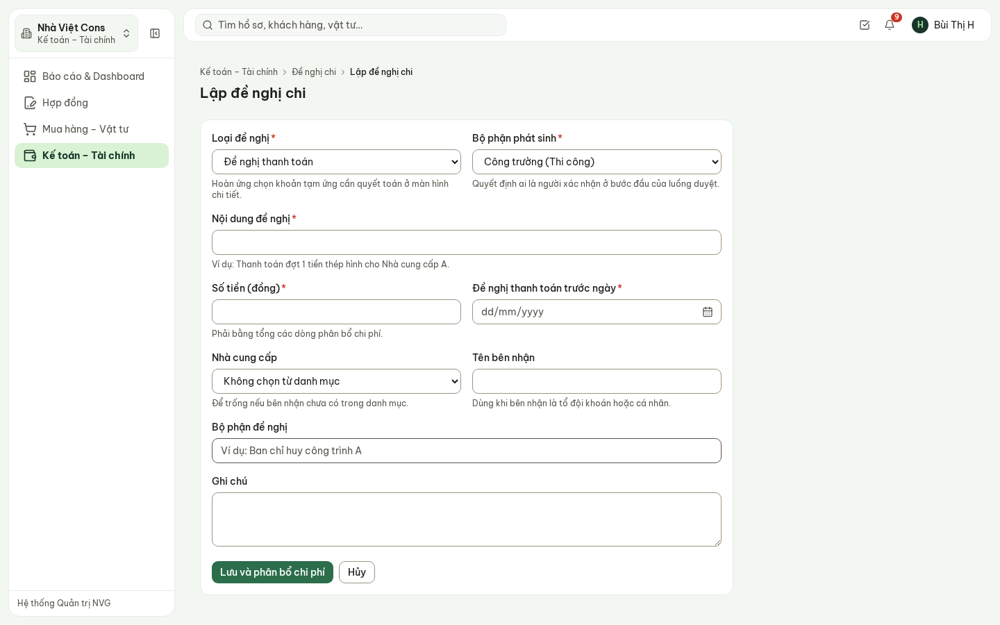 Nhà Việt Cons
Kế toán – Tài chính
Tìm hồ sơ, khách hàng, vật tư...
9
H
Bùi Thị H
Báo cáo & Dashboard
Hợp đồng
Mua hàng – Vật tư
Kế toán – Tài chính
Hệ thống Quản trị NVG
Kế toán – Tài chính > Đề nghị chi > Lập đề nghị chi
Lập đề nghị chi
Loại đề nghị *
Bộ phận phát sinh *
Đề nghị thanh toán
Công trường (Thi công)
Hoàn ứng chọn khoản tạm ứng cần quyết toán ở màn hình
chi tiết.
Quyết định ai là người xác nhận ở bước đầu của luồng duyệt.
Nội dung đề nghị *
Ví dụ: Thanh toán đợt 1 tiền thép hình cho Nhà cung cấp A.
Số tiền (đồng) *
Đề nghị thanh toán trước ngày *
dd/mm/yyyy
Phải bằng tổng các dòng phân bổ chi phí.
Nhà cung cấp
Tên bên nhận
Không chọn từ danh mục
Để trống nếu bên nhận chưa có trong danh mục.
Dùng khi bên nhận là tổ đội khoán hoặc cá nhân.
Bộ phận đề nghị
Ví dụ: Ban chỉ huy công trình A
Ghi chú
Lưu và phân bổ chi phí
Hủy